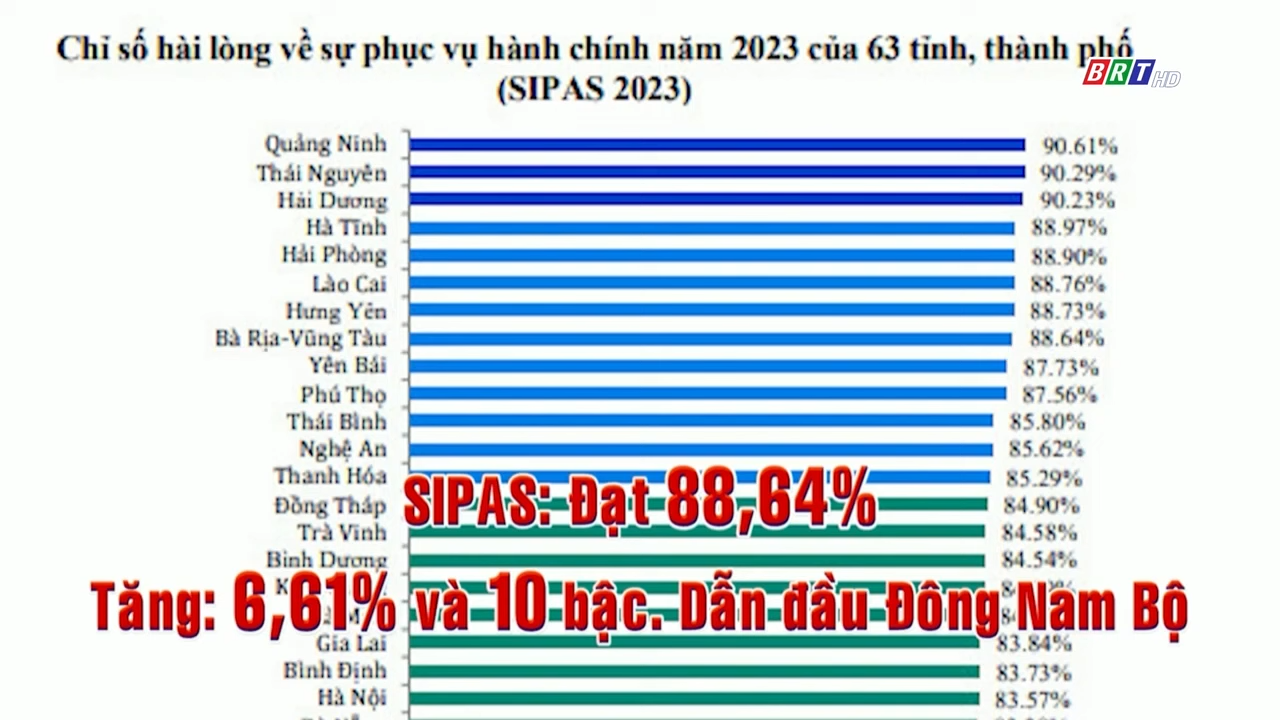 Chỉ số hài lòng về sự phục vụ hành chính năm 2023 của 63 tỉnh, thành phố
(SIPAS 2023)
BRT HD
Quảng Ninh 90.61%
Thái Nguyên 90.29%
Hải Dương 90.23%
Hà Tĩnh 88.97%
Hải Phòng 88.90%
Lào Cai 88.76%
Hưng Yên 88.73%
Bà Rịa-Vũng Tàu 88.64%
Yên Bái 87.73%
Phú Thọ 87.56%
Thái Bình 85.80%
Nghệ An 85.62%
Thanh Hóa 85.29%
SIPAS: Đạt 88,64%
Đồng Tháp 84.90%
Trà Vinh 84.58%
Bình Dương 84.54%
Tăng: 6,61% và 10 bậc. Dẫn đầu Đông Nam Bộ
Gia Lai 83.84%
Bình Định 83.73%
Hà Nội 83.57%